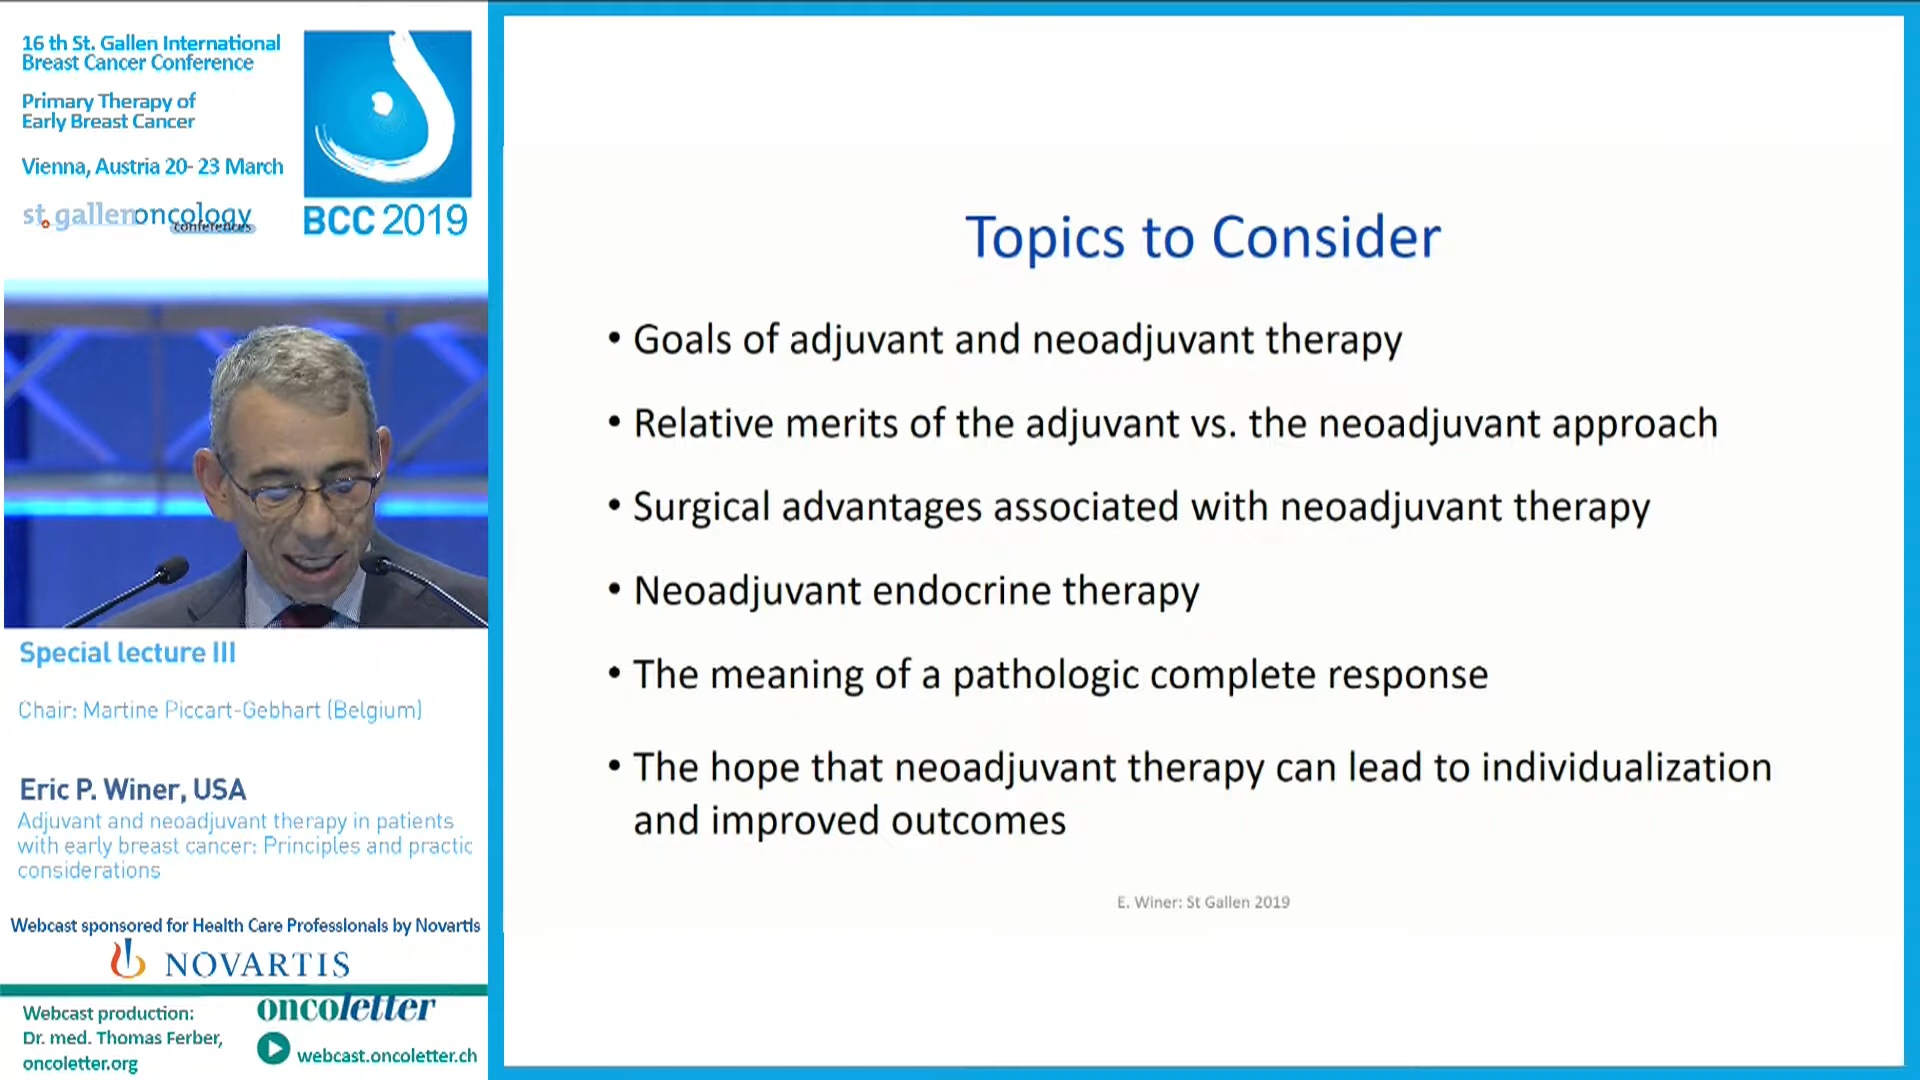 16 th St. Gallen International
Breast Cancer Conference
Primary Therapy of
Early Breast Cancer
Vienna, Austria 20- 23 March
st.gallenoncology
conferences
BCC 2019
Special lecture III
Chair: Martine Piccart-Gebhart (Belgium)
Eric P. Winer, USA
Adjuvant and neoadjuvant therapy in patients
with early breast cancer: Principles and practic
considerations
Webcast sponsored for Health Care Professionals by Novartis
NOVARTIS
Webcast production:
Dr. med. Thomas Ferber,
oncoletter.org
oncoletter
webcast.oncoletter.ch
Topics to Consider
• Goals of adjuvant and neoadjuvant therapy
• Relative merits of the adjuvant vs. the neoadjuvant approach
• Surgical advantages associated with neoadjuvant therapy
• Neoadjuvant endocrine therapy
• The meaning of a pathologic complete response
• The hope that neoadjuvant therapy can lead to individualization
and improved outcomes
E. Winer: St Gallen 2019